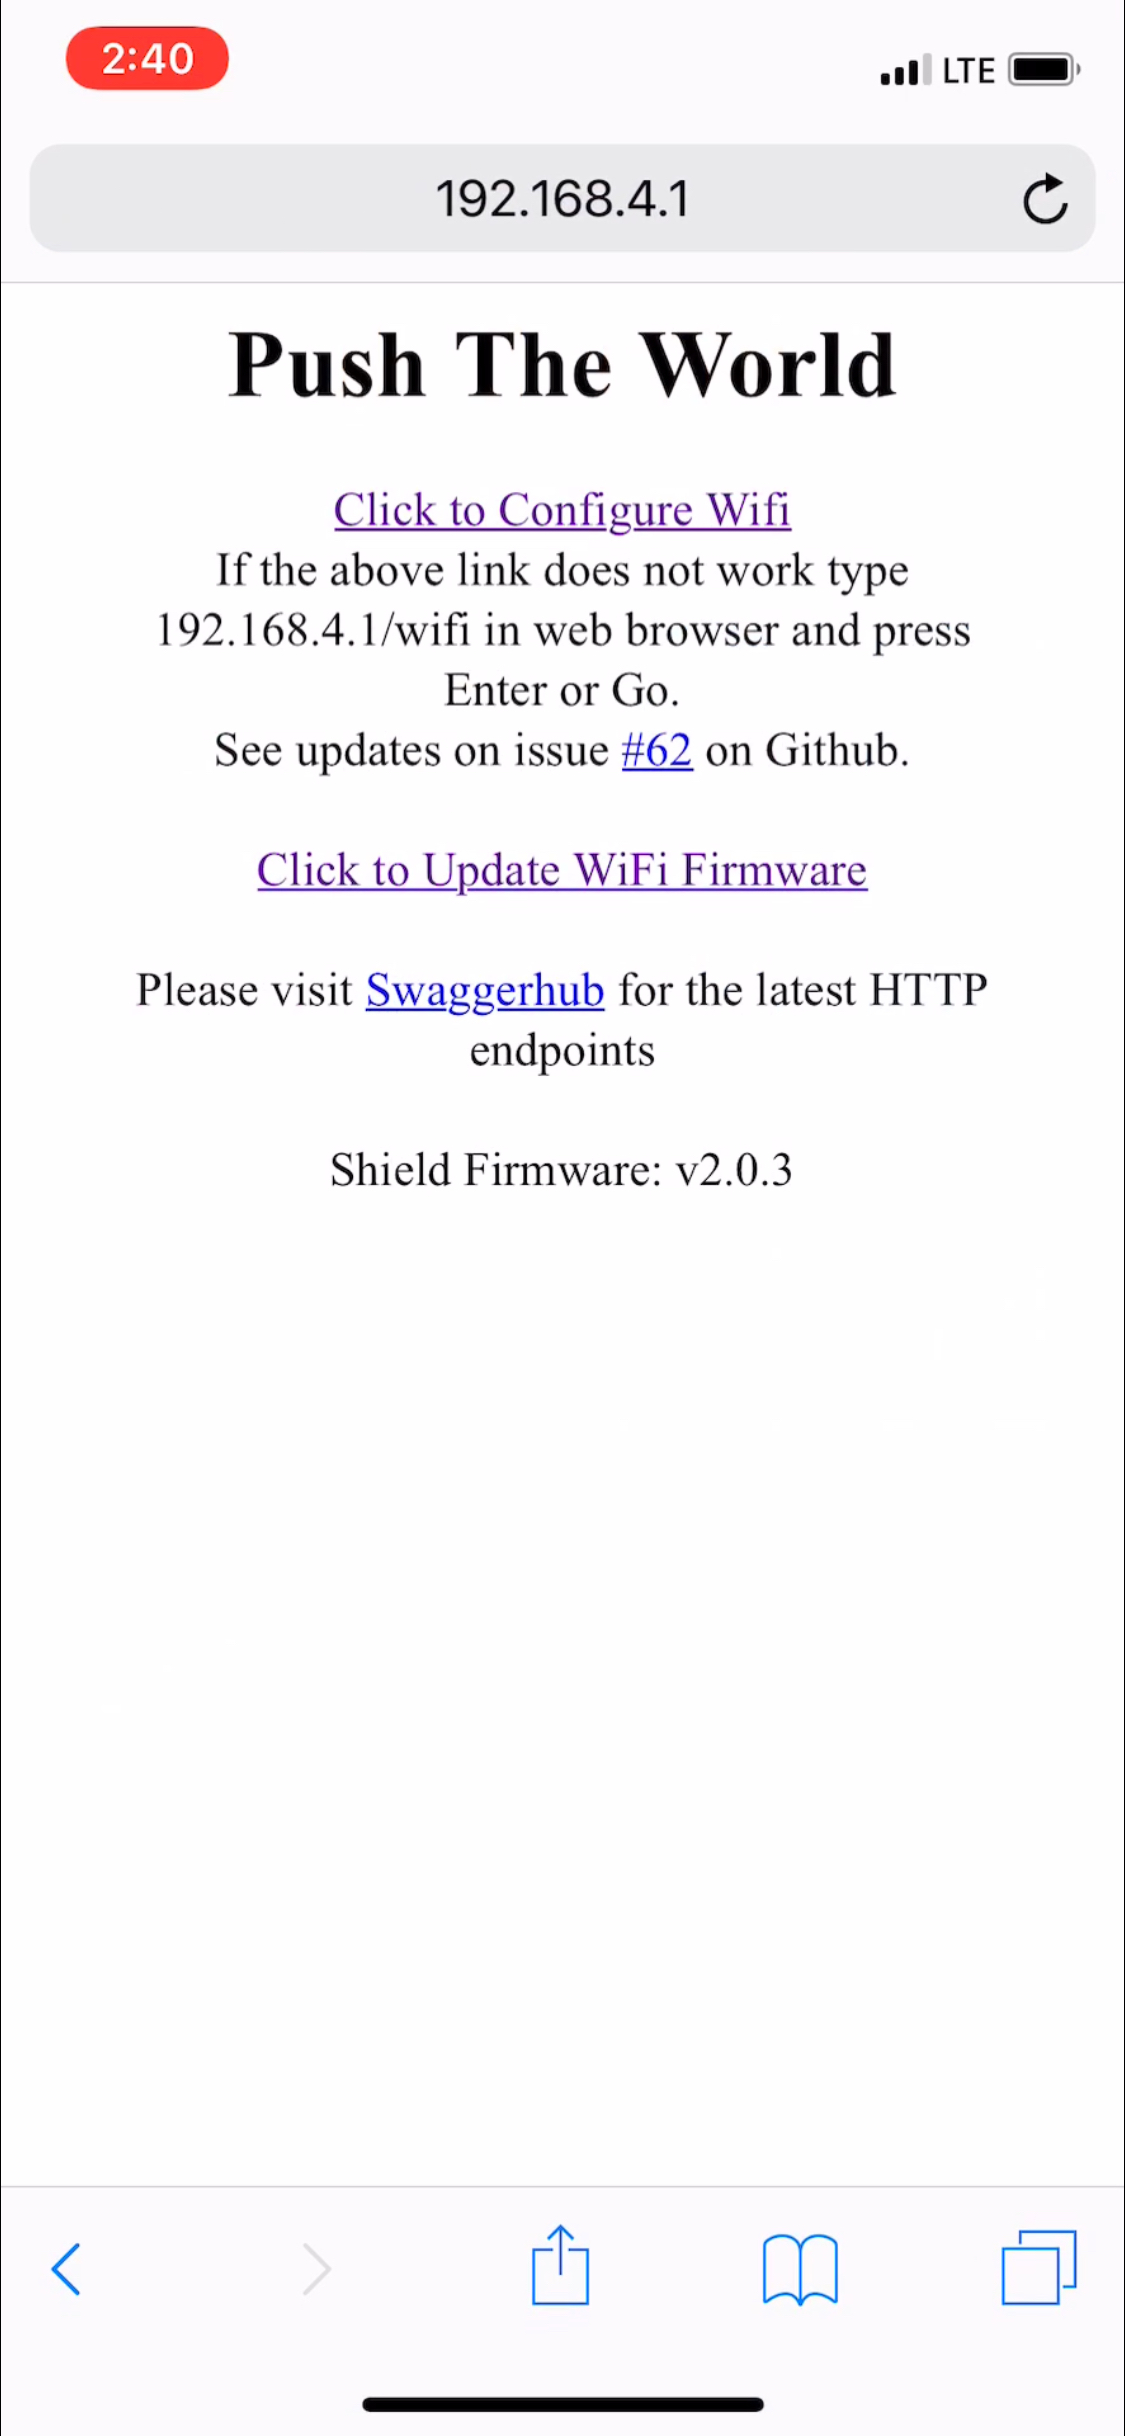 2:40
LTE
192.168.4.1
Push The World
Click to Configure Wifi
If the above link does not work type
192.168.4.1/wifi in web browser and press
Enter or Go.
See updates on issue #62 on Github.
Click to Update WiFi Firmware
Please visit Swaggerhub for the latest HTTP
endpoints
Shield Firmware: v2.0.3